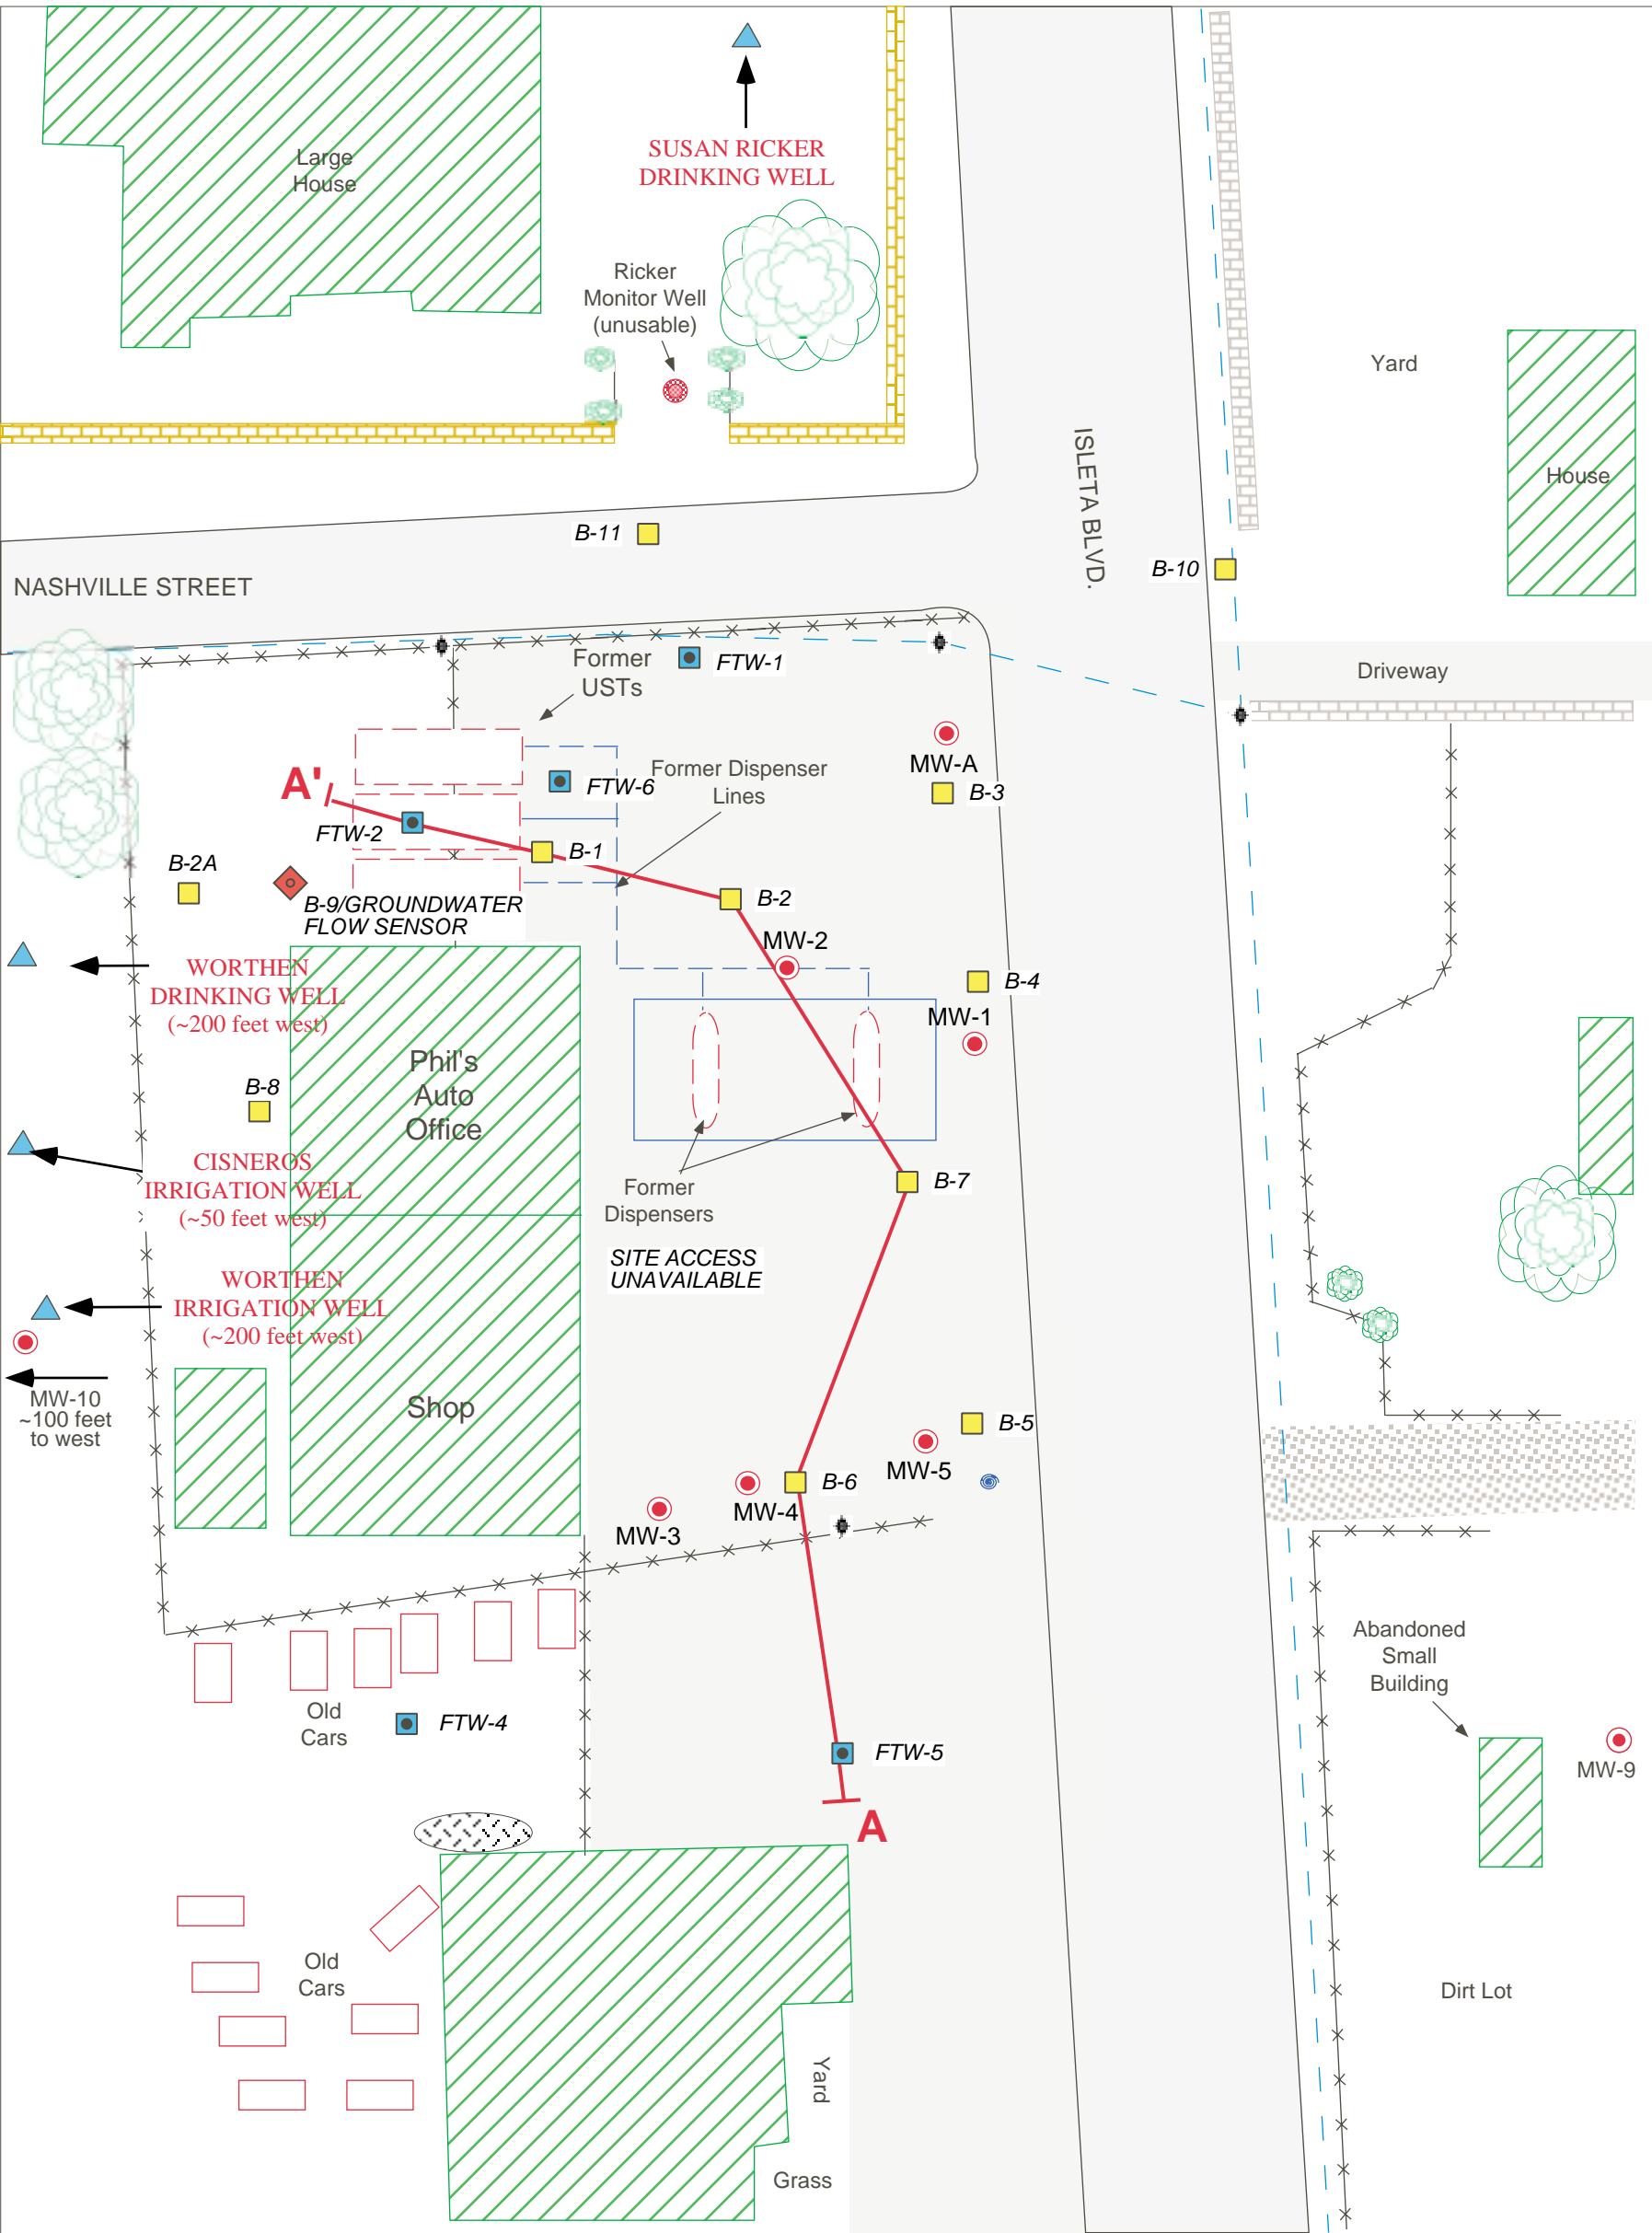 Large
House
SUSAN RICKER
DRINKING WELL
Ricker
Monitor Well
(unusable)
Yard
House
ISLETA BLVD.
B-11
B-10
NASHVILLE STREET
Former
USTs
FTW-1
Driveway
MW-A
B-3
A'
FTW-6
Former Dispenser
Lines
FTW-2
B-1
B-2A
B-2
B-9/GROUNDWATER
FLOW SENSOR
MW-2
B-4
MW-1
WORTHEN
DRINKING WELL
(~200 feet west)
Phil's
Auto
Office
B-8
CISNEROS
IRRIGATION WELL
(~50 feet west)
Former
Dispensers
B-7
SITE ACCESS
UNAVAILABLE
WORTHEN
IRRIGATION WELL
(~200 feet west)
MW-10
~100 feet
to west
Shop
B-5
MW-5
B-6
MW-4
MW-3
Old
Cars
FTW-4
FTW-5
A
Abandoned
Small
Building
MW-9
Old
Cars
Dirt Lot
Yard
Grass